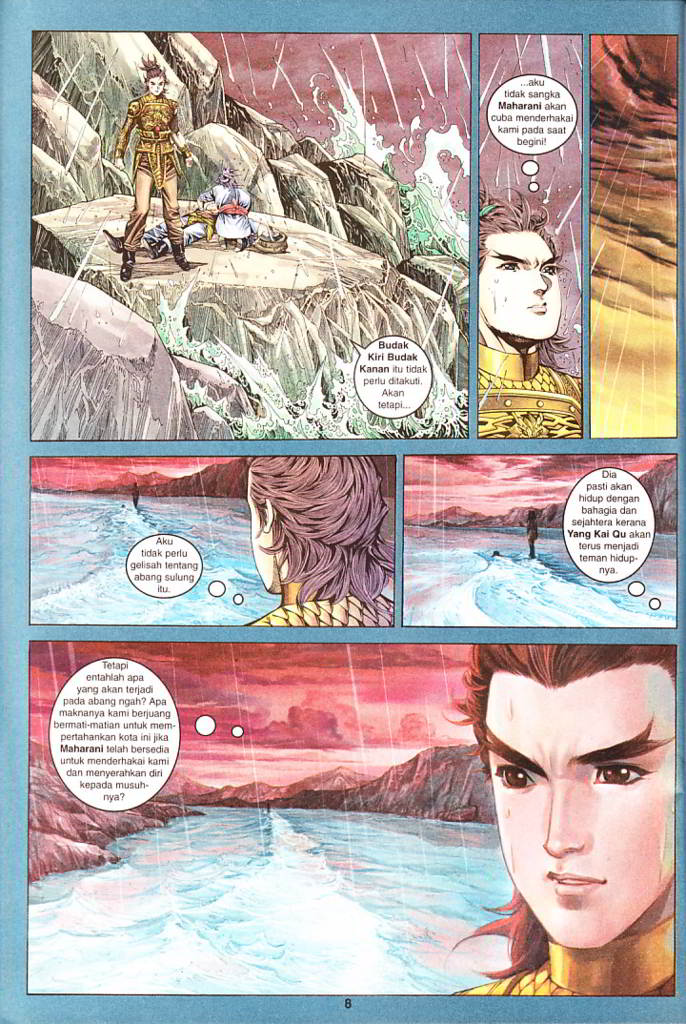 Budak
Kiri Budak
Kanan itu tidak
perlu ditakuti.
Akan
tetapi...
...aku
tidak sangka
Maharani akan
cuba menderhakai
kami pada saat
begini!
Aku
tidak perlu
gelisah tentang
abang sulung
itu.
Dia
pasti akan
hidup dengan
bahagia dan
sejahtera kerana
Yang Kai Qu akan
terus menjadi
teman hidup-
nya.
Tetapi
entahlah apa
yang akan terjadi
pada abang ngah? Apa
maknanya kami berjuang
bermati-matian untuk mem-
pertahankan kota ini jika
Maharani telah bersedia
untuk menderhakai kami
dan menyerahkan diri
kepada musuh-
nya?
8